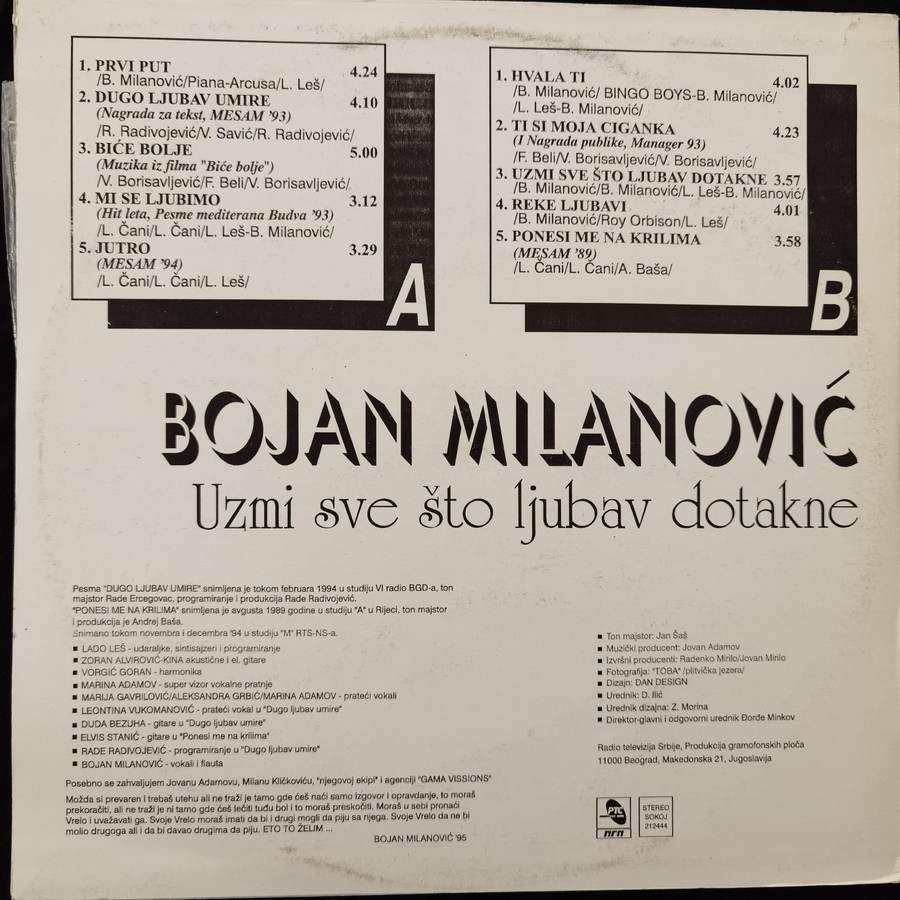 1. PRVI PUT 4.24
/B. Milanović/Piana-Arcusa/L. Leš/
2. DUGO LJUBAV UMIRE 4.10
(Nagrada za tekst, MESAM '93)
/R. Radivojević/V. Savić/R. Radivojević/
3. BIĆE BOLJE 5.00
(Muzika iz filma "Biće bolje")
/V. Borisavljević/F. Beli/V. Borisavljević/
4. MI SE LJUBIMO 3.12
(Hit leta, Pesme mediterana Budva '93)
/L. Čani/L. Čani/L. Leš-B. Milanović/
5. JUTRO 3.29
(MESAM '94)
/L. Čani/L. Čani/L. Leš/
A
1. HVALA TI 4.02
/B. Milanović/ BINGO BOYS-B. Milanović/
/L. Leš-B. Milanović/
2. TI SI MOJA CIGANKA 4.23
(I Nagrada publike, Manager 93)
/F. Beli/V. Borisavljević/V. Borisavljević/
3. UZMI SVE ŠTO LJUBAV DOTAKNE 3.57
/B. Milanović/B. Milanović/L. Leš-B. Milanović/
4. REKE LJUBAVI 4.01
/B. Milanović/Roy Orbison/L. Leš/
5. PONESI ME NA KRILIMA 3.58
(MESAM '89)
/L. Čani/L. Čani/A. Baša/
B
BOJAN MILANOVIĆ
Uzmi sve što ljubav dotakne
Pesma "DUGO LJUBAV UMIRE" snimljena je tokom februara 1994 u studiju VI radio BGD-a, ton
majstor Rade Ercegovac, programiranje i produkcija Rade Radivojević.
"PONESI ME NA KRILIMA" snimljena je avgusta 1989 godine u studiju "A" u Rijeci, ton majstor
i produkcija je Andrej Baša.
Snimano tokom novembra i decembra '94 u studiju "M" RTS-NS-a.
■ LADO LEŠ - udaraljke, sintisajzeri i programiranje
■ ZORAN ALVIROVIĆ-KINA akustične i el. gitare
■ VORGIĆ GORAN - harmonika
■ MARINA ADAMOV - super vizor vokalne pratnje
■ MARIJA GAVRILOVIĆ/ALEKSANDRA GRBIĆ/MARINA ADAMOV - prateći vokali
■ LEONTINA VUKOMANOVIĆ - prateći vokal u "Dugo ljubav umire"
■ DUDA BEZUHA - gitare u "Dugo ljubav umire"
■ ELVIS STANIĆ - gitare u "Ponesi me na krilima"
■ RADE RADIVOJEVIĆ - programiranje u "Dugo ljubav umire"
■ BOJAN MILANOVIĆ - vokali i flauta
Posebno se zahvaljujem Jovanu Adamovu, Milanu Kličkoviću, "njegovoj ekipi" i agenciji "GAMA VISSIONS"
Možda si prevaren i trebaš utehu ali ne traži je tamo gde ćeš naći samo izgovor i opravdanje, to moraš
prekoračiti, ali ne traži je ni tamo gde ćeš lečiti tuđu bol i to moraš preskočiti. Moraš u sebi pronaći
Vrelo i uvažavati ga. Svoje Vrelo moraš imati da bi i drugi mogli da piju sa njega. Svoje Vrelo da ne bi
molio drugoga ali i da bi davao drugima da piju. ETO TO ŽELIM ...
BOJAN MILANOVIĆ '95
■ Ton majstor: Jan Šaš
■ Muzički producent: Jovan Adamov
■ Izvršni producenti: Radenko Mirilo/Jovan Mirilo
■ Fotografija: "TOBA" /plitvička jezera/
■ Dizajn: DAN DESIGN
■ Urednik: D. Ilić
■ Urednik dizajna: Z. Morina
■ Direktor-glavni i odgovorni urednik Đorđe Minkov
Radio televizija Srbije, Produkcija gramofonskih ploča
11000 Beograd, Makedonska 21, Jugoslavija
РТС
ПГП
STEREO
SOKOJ
212444